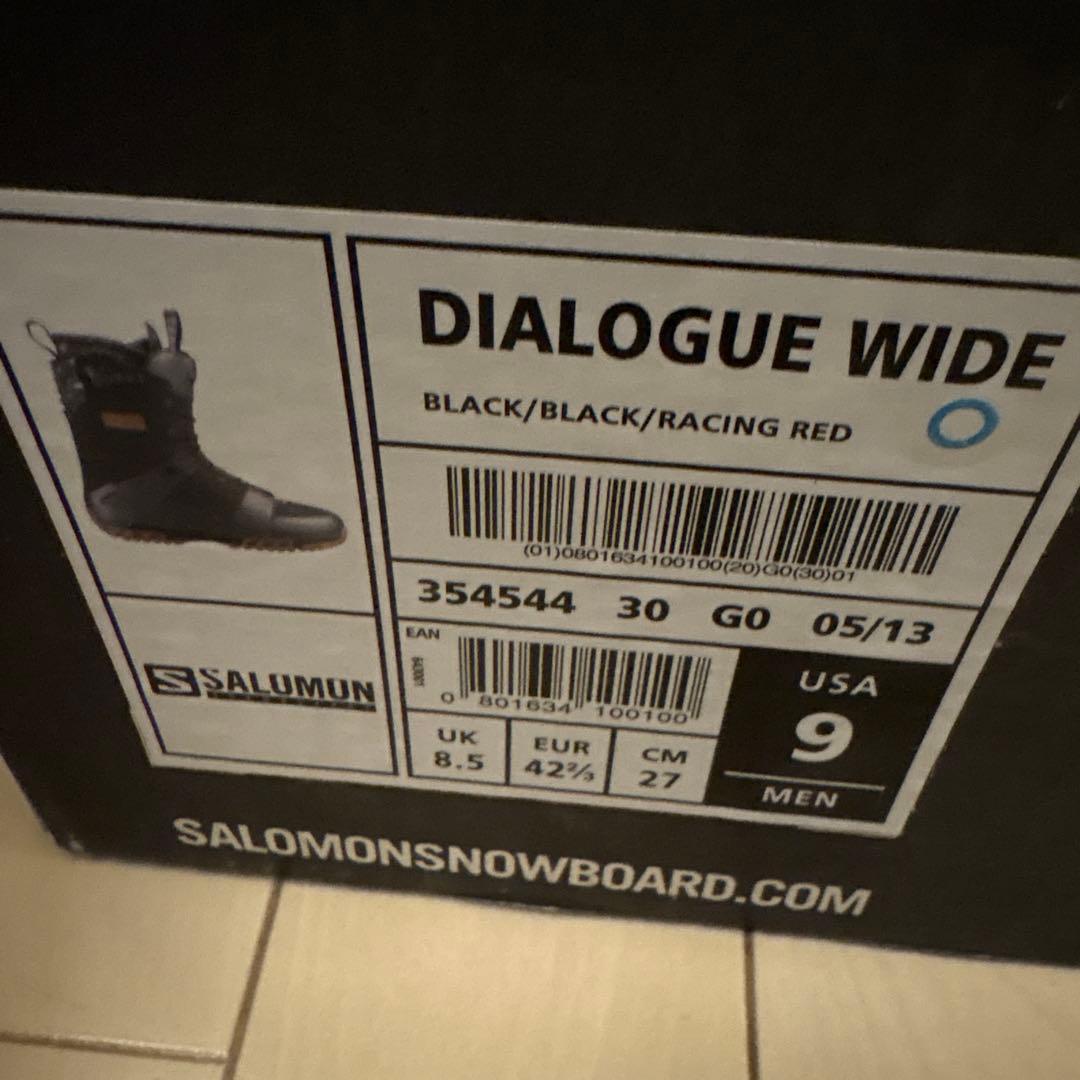 DIALOGUE WIDE
BLACK/BLACK/RACING RED
(01)0801634100100(20)G0(30)01
354544 30 G0 05/13
EAN
0 801634 100100
USA
9
MEN
UK
8.5
EUR
42⅔
CM
27
SALOMON
SALOMONSNOWBOARD.COM